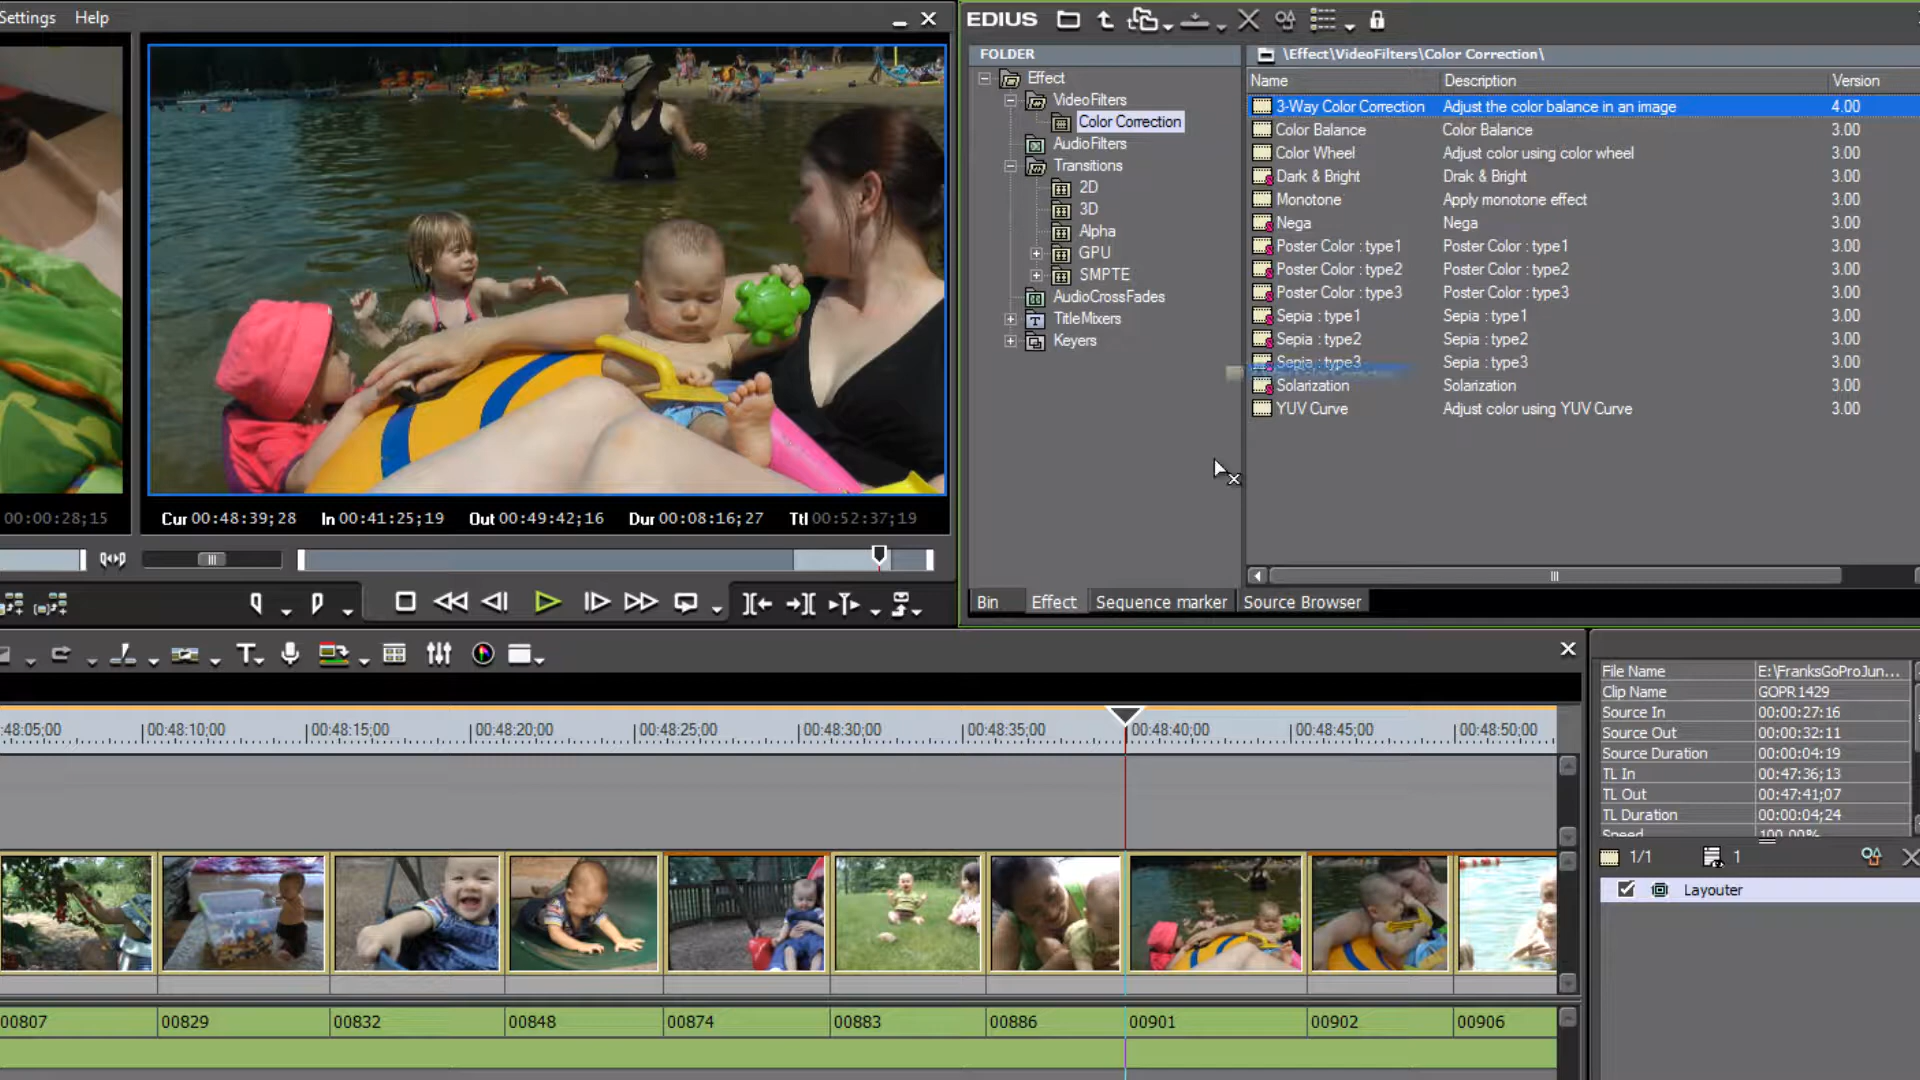 Settings Help
EDIUS
FOLDER
Effect
VideoFilters
Color Correction
AudioFilters
Transitions
2D
3D
Alpha
GPU
SMPTE
AudioCrossFades
TitleMixers
Keyers
\Effect\VideoFilters\Color Correction\
Name Description Version
3-Way Color Correction Adjust the color balance in an image 4.00
Color Balance Color Balance 3.00
Color Wheel Adjust color using color wheel 3.00
Dark & Bright Drak & Bright 3.00
Monotone Apply monotone effect 3.00
Nega Nega 3.00
Poster Color : type1 Poster Color : type1 3.00
Poster Color : type2 Poster Color : type2 3.00
Poster Color : type3 Poster Color : type3 3.00
Sepia : type1 Sepia : type1 3.00
Sepia : type2 Sepia : type2 3.00
Sepia : type3 Sepia : type3 3.00
Solarization Solarization 3.00
YUV Curve Adjust color using YUV Curve 3.00
00:00:28;15
Cur 00:48:39;28 In 00:41:25;19 Out 00:49:42;16 Dur 00:08:16;27 Ttl 00:52:37;19
Bin Effect Sequence marker Source Browser
:48:05;00 00:48:10;00 00:48:15;00 00:48:20;00 00:48:25;00 00:48:30;00 00:48:35;00 00:48:40;00 00:48:45;00 00:48:50;00
00807 00829 00832 00848 00874 00883 00886 00901 00902 00906
File Name E:\FranksGoProJun...
Clip Name GOPR1429
Source In 00:00:27:16
Source Out 00:00:32:11
Source Duration 00:00:04:19
TL In 00:47:36;13
TL Out 00:47:41;07
TL Duration 00:00:04;24
Speed 100.00%
1/1 1
Layouter